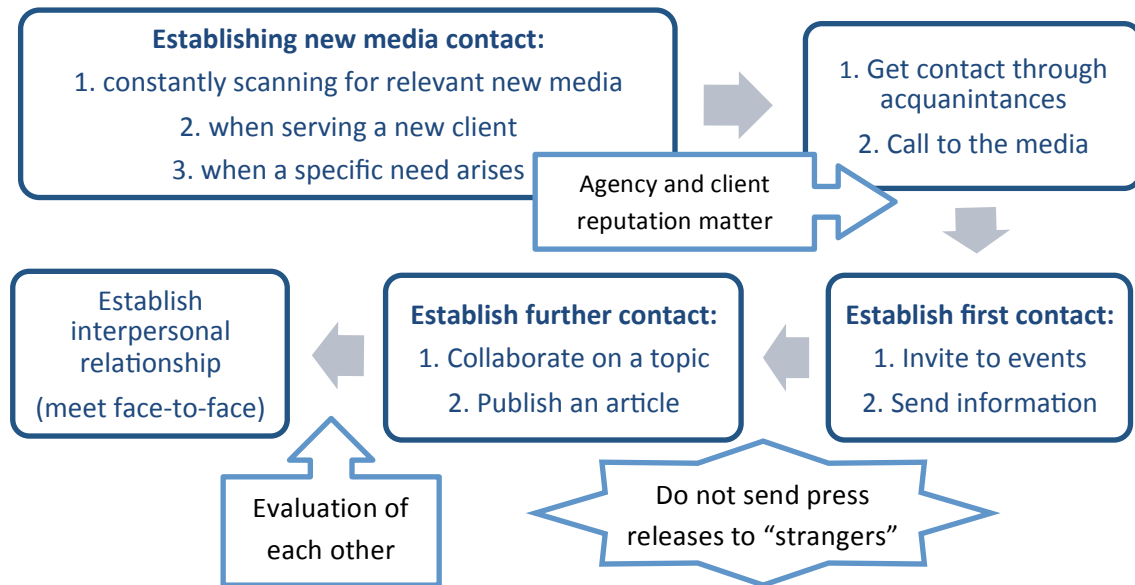 Establishing new media contact:
1. constantly scanning for relevant new media
2. when serving a new client
3. when a specific need arises
1. Get contact through
acquanintances
2. Call to the media
Agency and client
reputation matter
Establish first contact:
1. Invite to events
2. Send information
Establish further contact:
1. Collaborate on a topic
2. Publish an article
Establish
interpersonal
relationship
(meet face-to-face)
Evaluation of
each other
Do not send press
releases to “strangers”